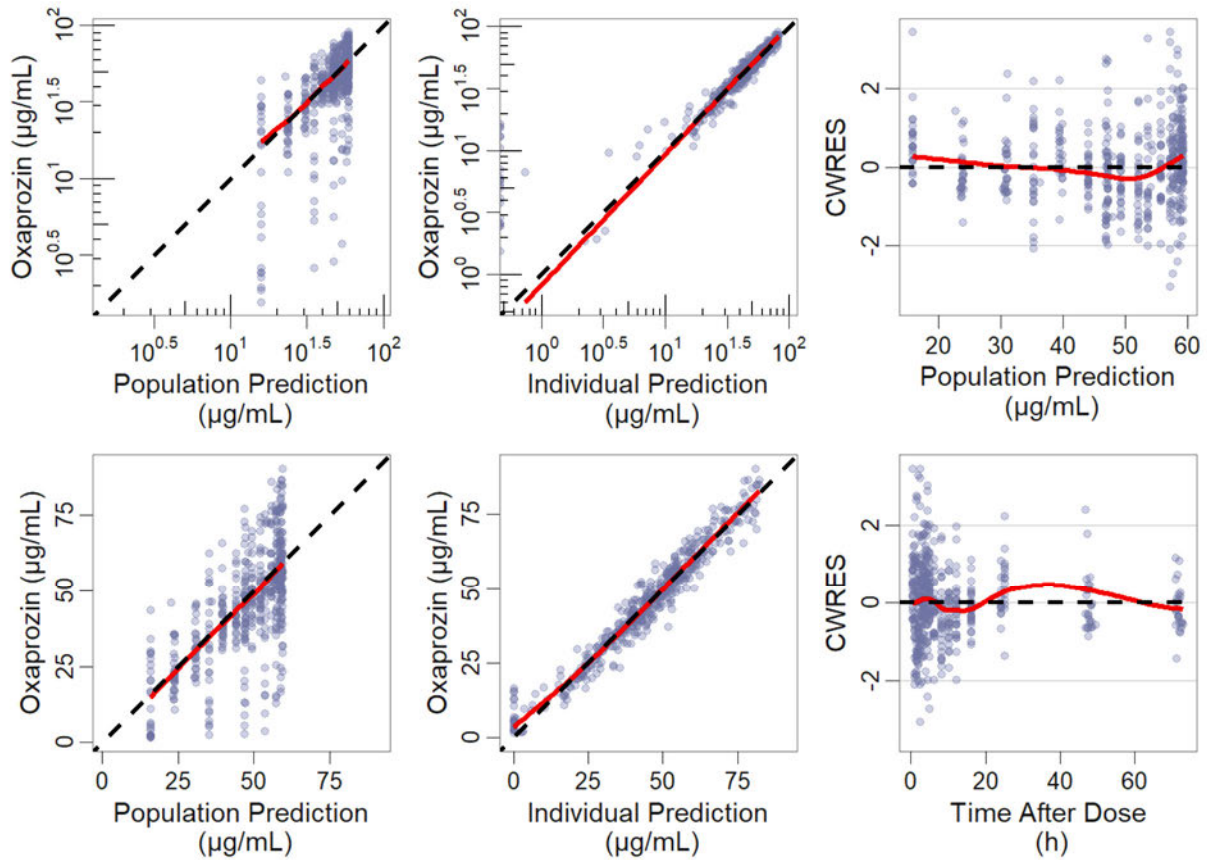 Oxaprozin (µg/mL)
10^0.5
10^1
10^1.5
10^2
10^0.5
10^1
10^1.5
10^2
Population Prediction
(µg/mL)
Oxaprozin (µg/mL)
10^0
10^0.5
10^1
10^1.5
10^2
10^0
10^0.5
10^1
10^1.5
10^2
Individual Prediction
(µg/mL)
CWRES
2
0
-2
20
30
40
50
60
Population Prediction
(µg/mL)
Oxaprozin (µg/mL)
75
50
25
0
0
25
50
75
Population Prediction
(µg/mL)
Oxaprozin (µg/mL)
75
50
25
0
0
25
50
75
Individual Prediction
(µg/mL)
CWRES
2
0
-2
0
20
40
60
Time After Dose
(h)